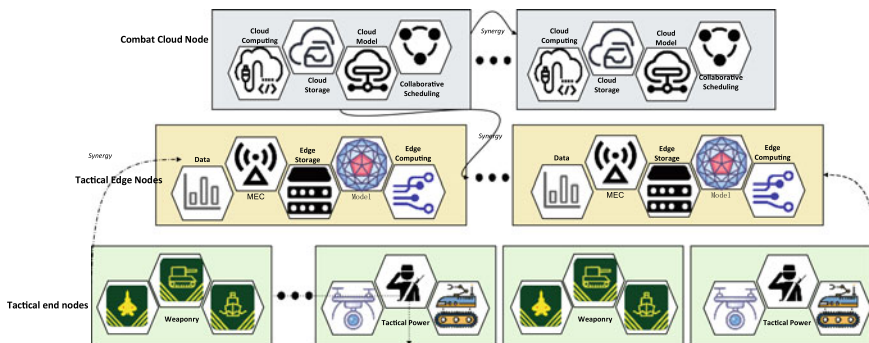 Combat Cloud Node
Cloud
Computing
Cloud
Storage
Cloud
Model
Collaborative
Scheduling
Synergy
Cloud
Computing
Cloud
Storage
Cloud
Model
Collaborative
Scheduling
Synergy
Synergy
Tactical Edge Nodes
Data
MEC
Edge
Storage
Model
Edge
Computing
Data
MEC
Edge
Storage
Model
Edge
Computing
Tactical end nodes
Weaponry
Tactical Power
Weaponry
Tactical Power